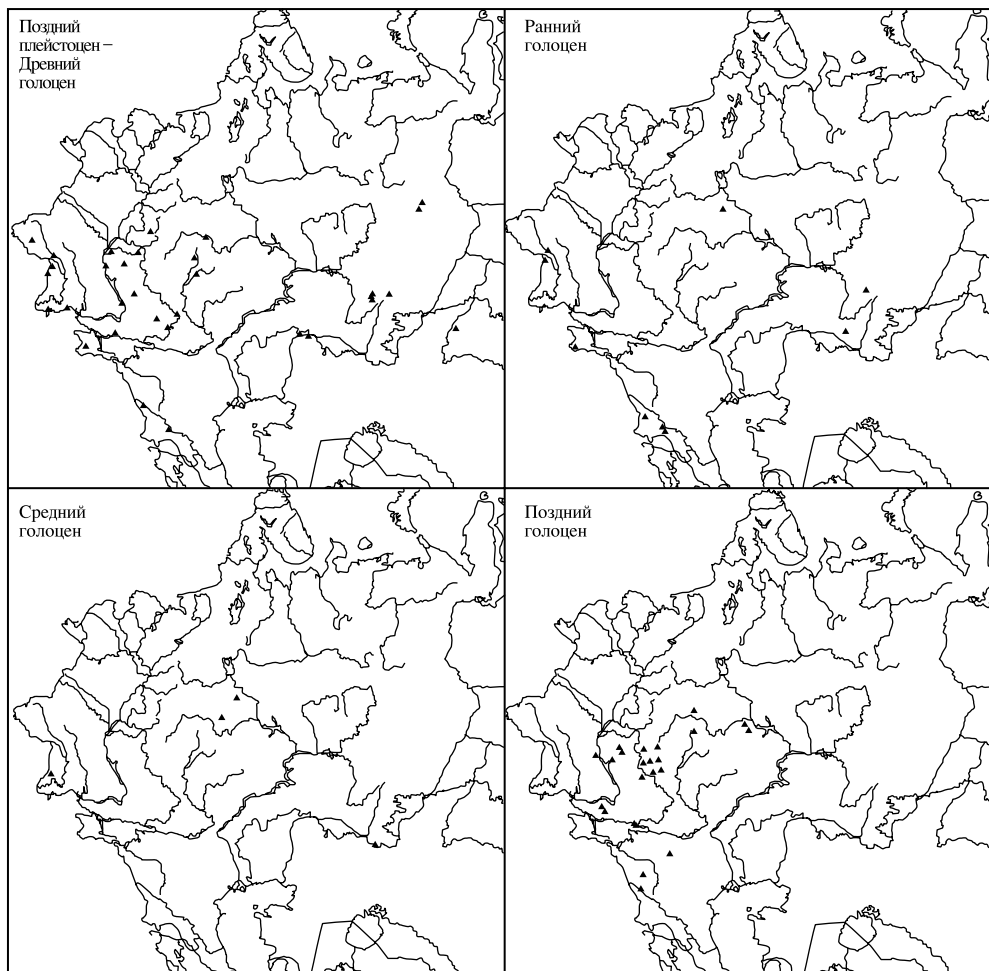 Поздний
плейстоцен –
Древний
голоцен
Ранний
голоцен
Средний
голоцен
Поздний
голоцен